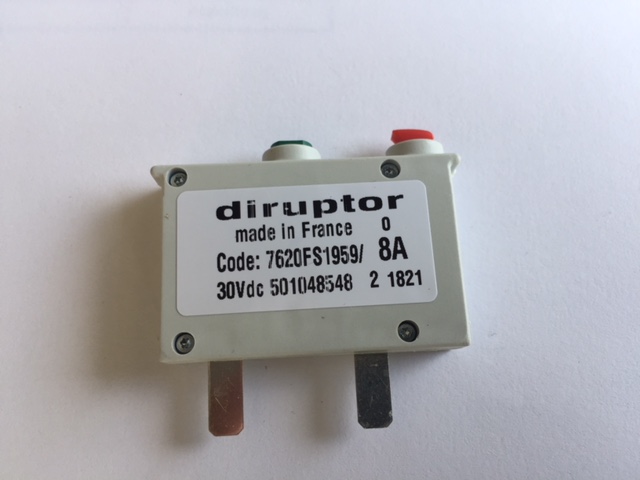 diruptor
made in France 0
Code: 7620FS1959/ 8A
30Vdc 501048548 2 1821